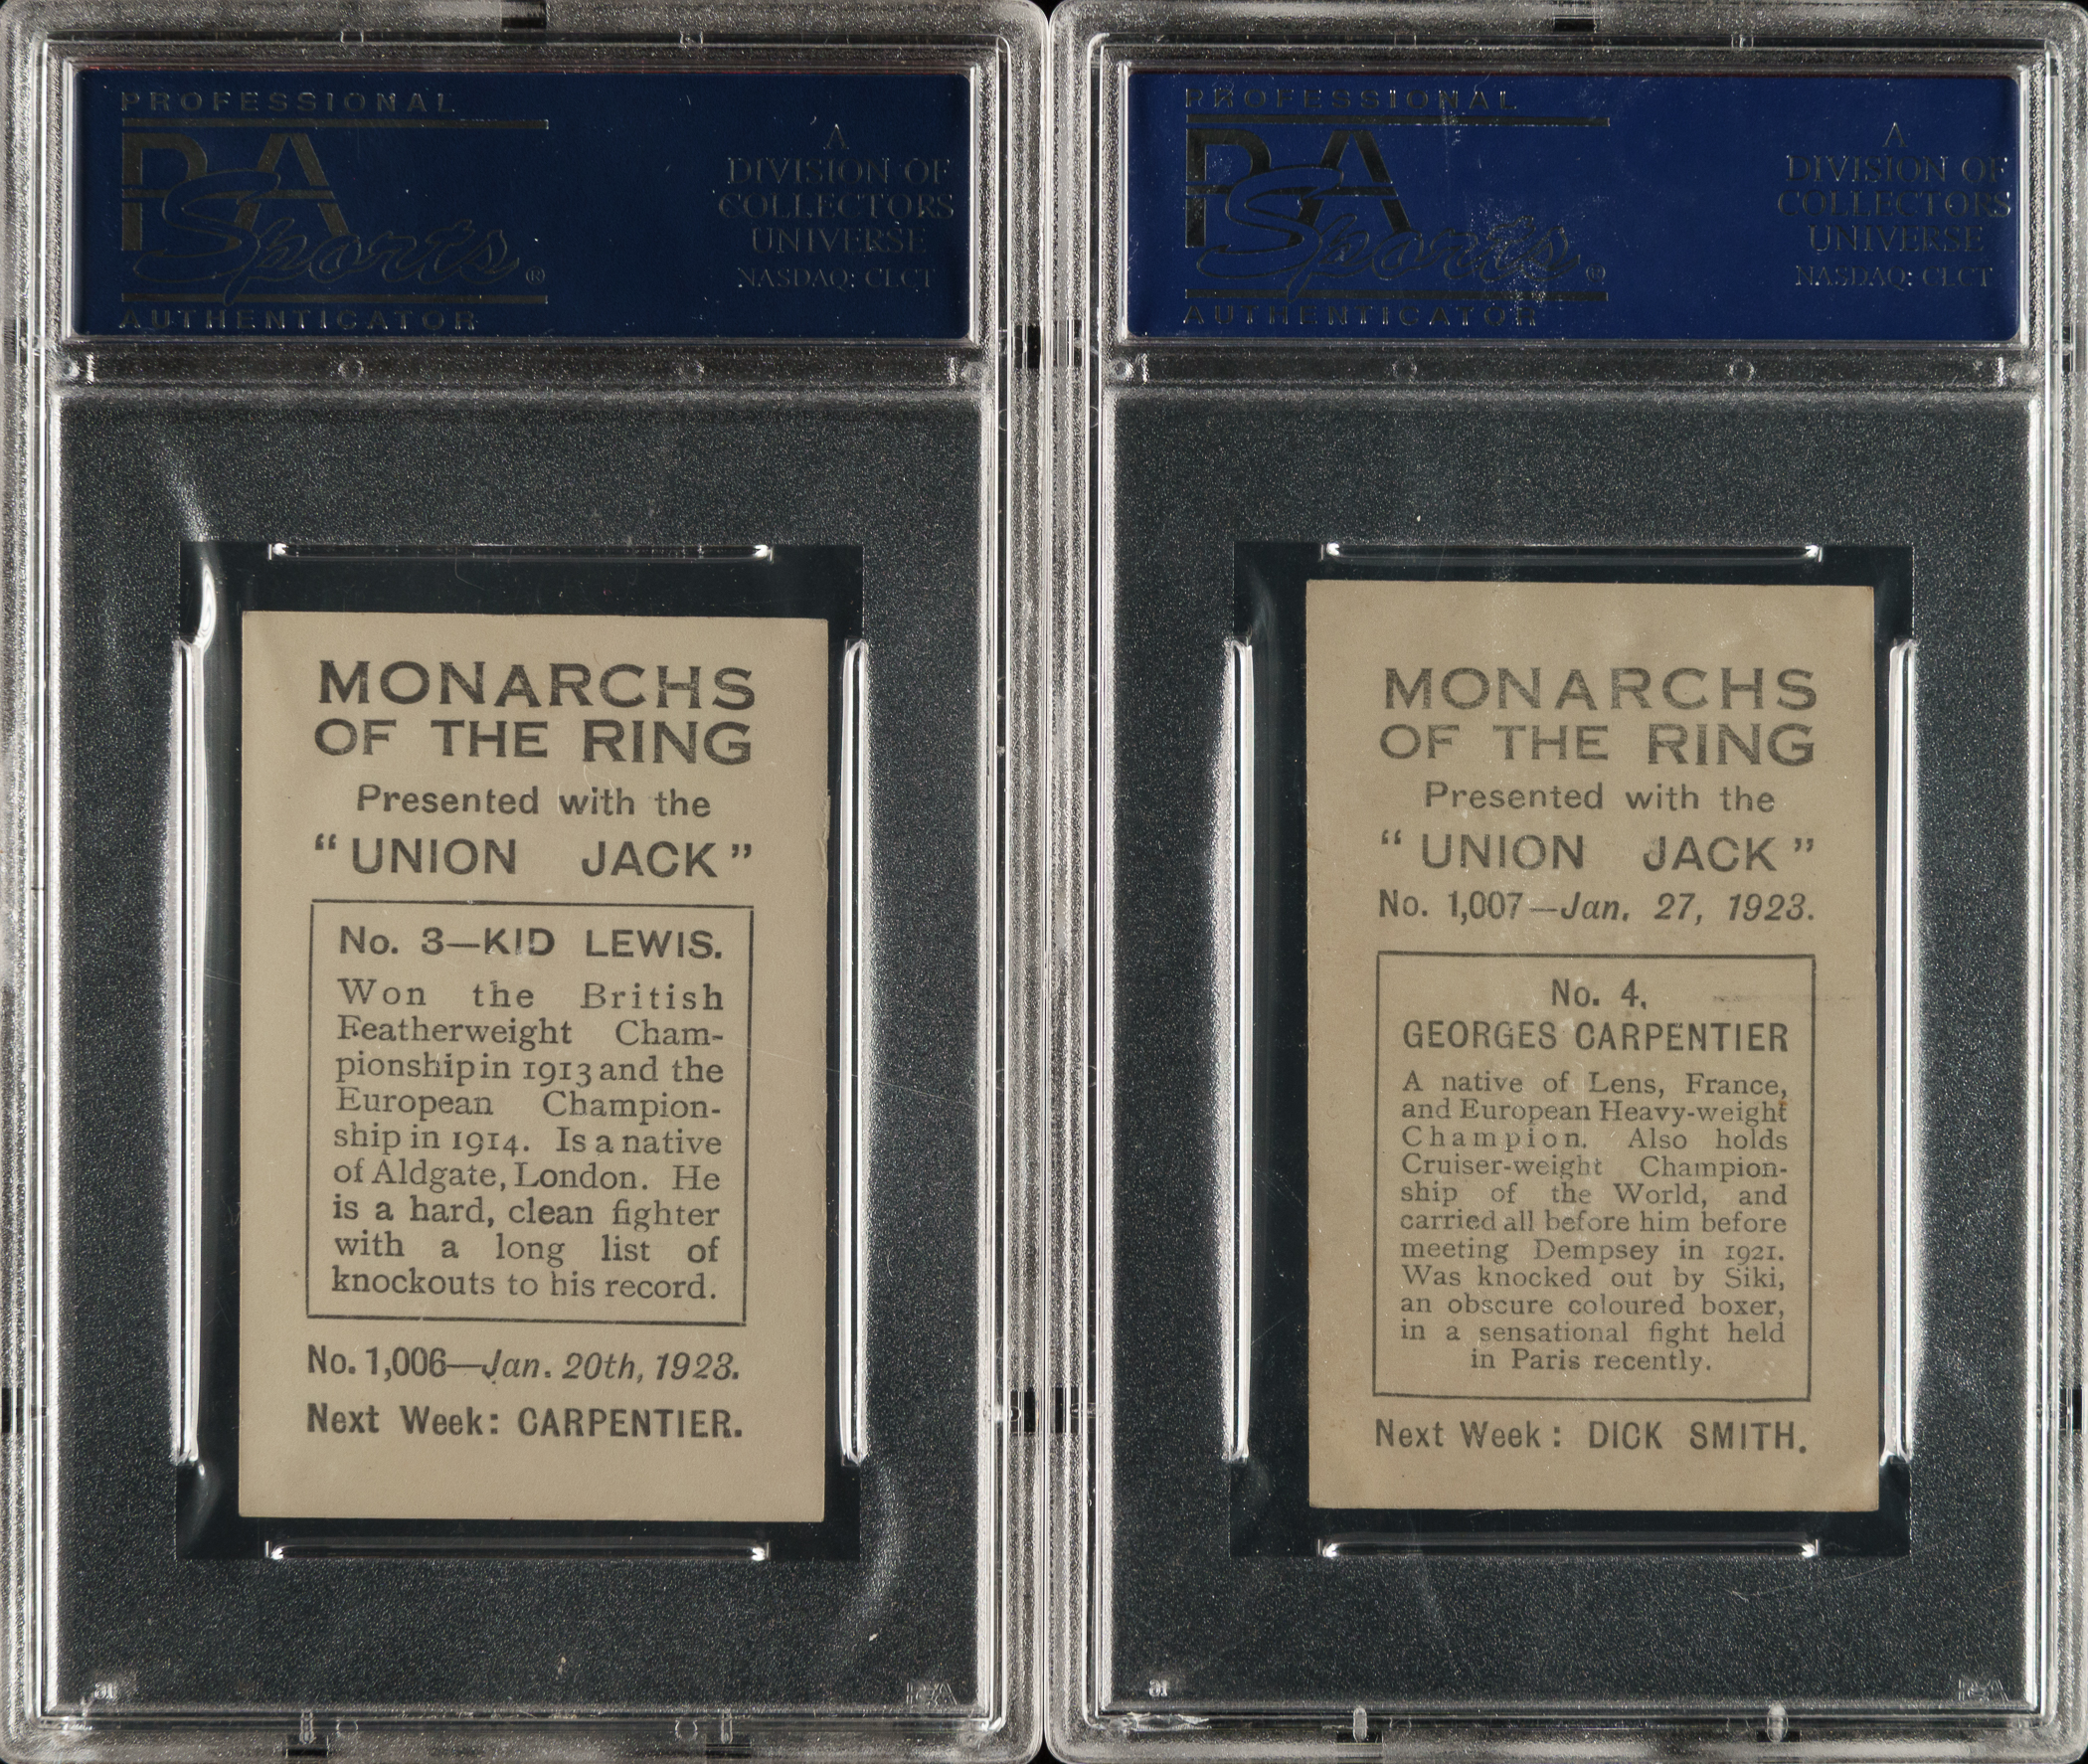 PROFESSIONAL
PSA
Sports®
AUTHENTICATOR
A
DIVISION OF
COLLECTORS
UNIVERSE
NASDAQ: CLCT
MONARCHS
OF THE RING
Presented with the
“UNION JACK”
No. 3—KID LEWIS.
Won the British
Featherweight Cham-
pionship in 1913 and the
European Champion-
ship in 1914. Is a native
of Aldgate, London. He
is a hard, clean fighter
with a long list of
knockouts to his record.
No. 1,006—Jan. 20th, 1923.
Next Week: CARPENTIER.
PSA
PROFESSIONAL
PSA
Sports®
AUTHENTICATOR
A
DIVISION OF
COLLECTORS
UNIVERSE
NASDAQ: CLCT
MONARCHS
OF THE RING
Presented with the
“UNION JACK”
No. 1,007—Jan. 27, 1923.
No. 4.
GEORGES CARPENTIER
A native of Lens, France,
and European Heavy-weight
Champion. Also holds
Cruiser-weight Champion-
ship of the World, and
carried all before him before
meeting Dempsey in 1921.
Was knocked out by Siki,
an obscure coloured boxer,
in a sensational fight held
in Paris recently.
Next Week: DICK SMITH.
PSA